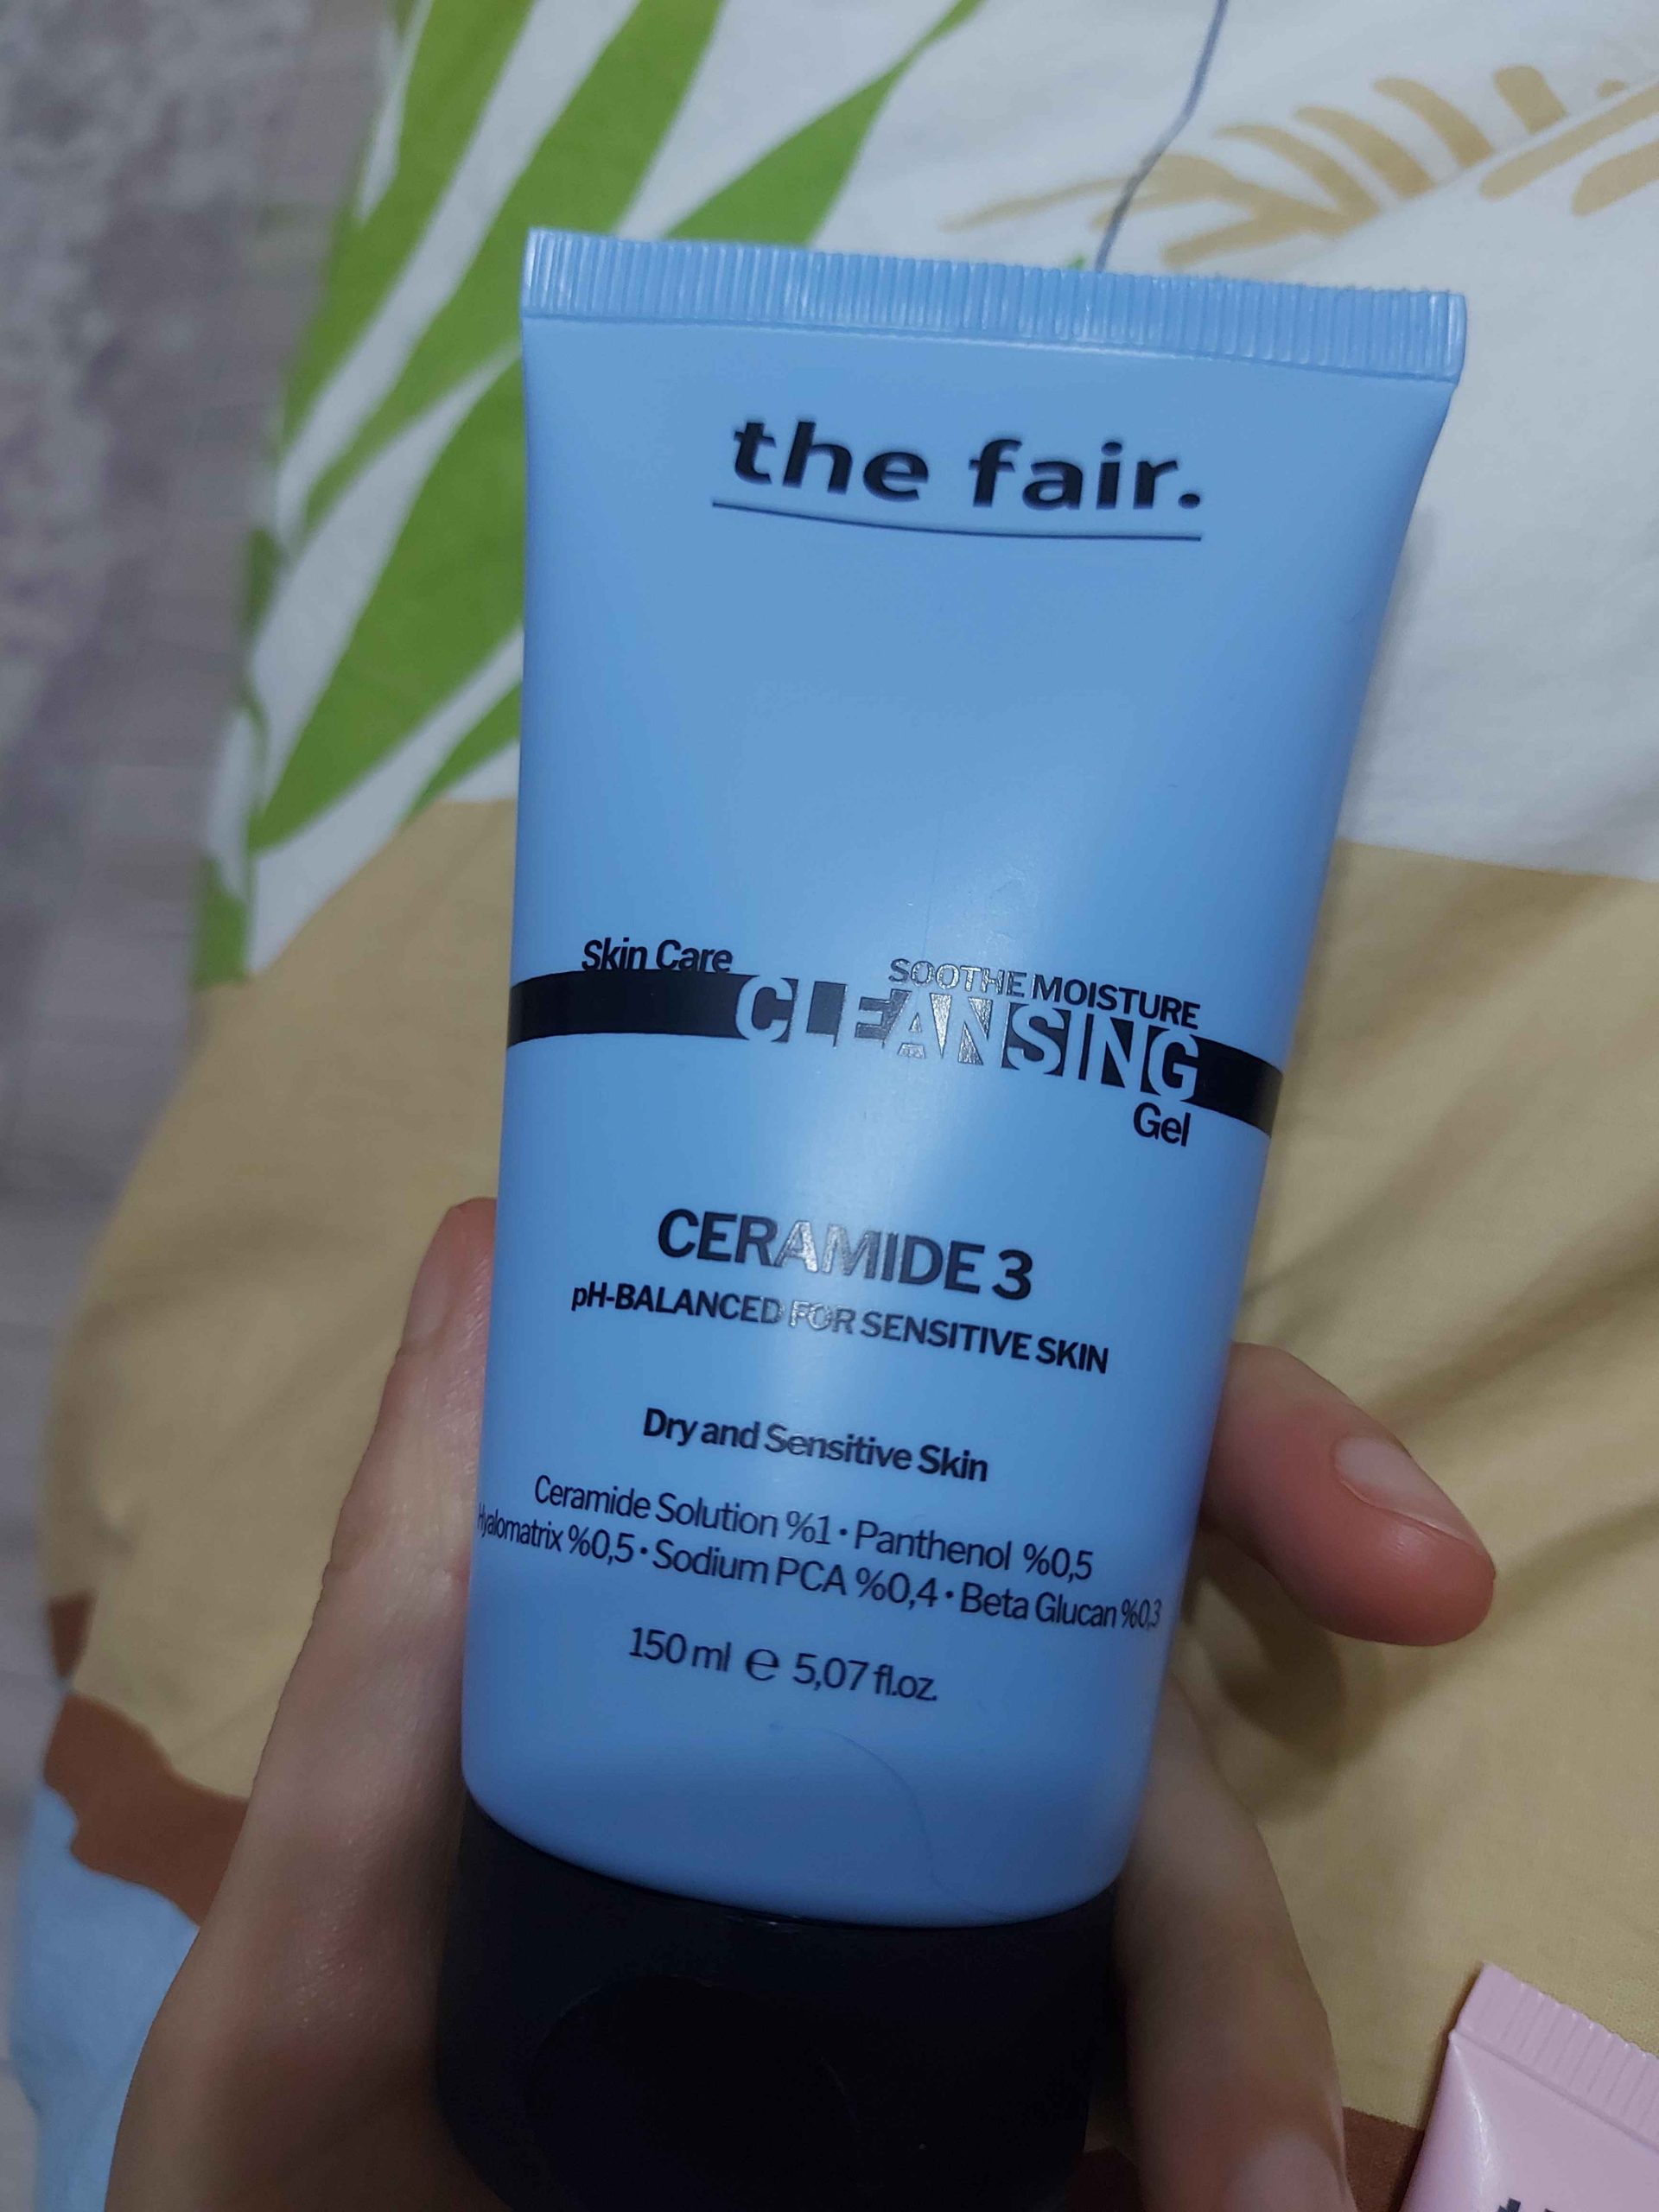 the fair.
Skin Care
SOOTHE MOISTURE
CLEANSING
Gel
CERAMIDE 3
pH-BALANCED FOR SENSITIVE SKIN
Dry and Sensitive Skin
Ceramide Solution %1 • Panthenol %0,5
Hyalomatrix %0,5 • Sodium PCA %0,4 • Beta Glucan %0,3
150 ml ℮ 5,07 fl.oz.